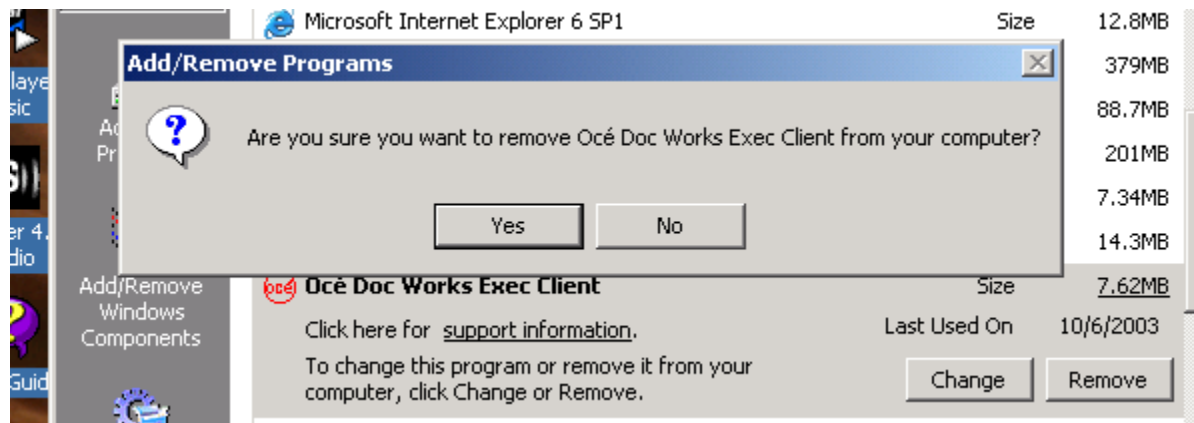 Microsoft Internet Explorer 6 SP1 Size 12.8MB
Add/Remove Programs
379MB
88.7MB
Are you sure you want to remove Océ Doc Works Exec Client from your computer?
201MB
7.34MB
Yes No
14.3MB
Add/Remove
Windows
Components
océ Océ Doc Works Exec Client Size 7.62MB
Click here for support information. Last Used On 10/6/2003
To change this program or remove it from your
computer, click Change or Remove.
Change Remove